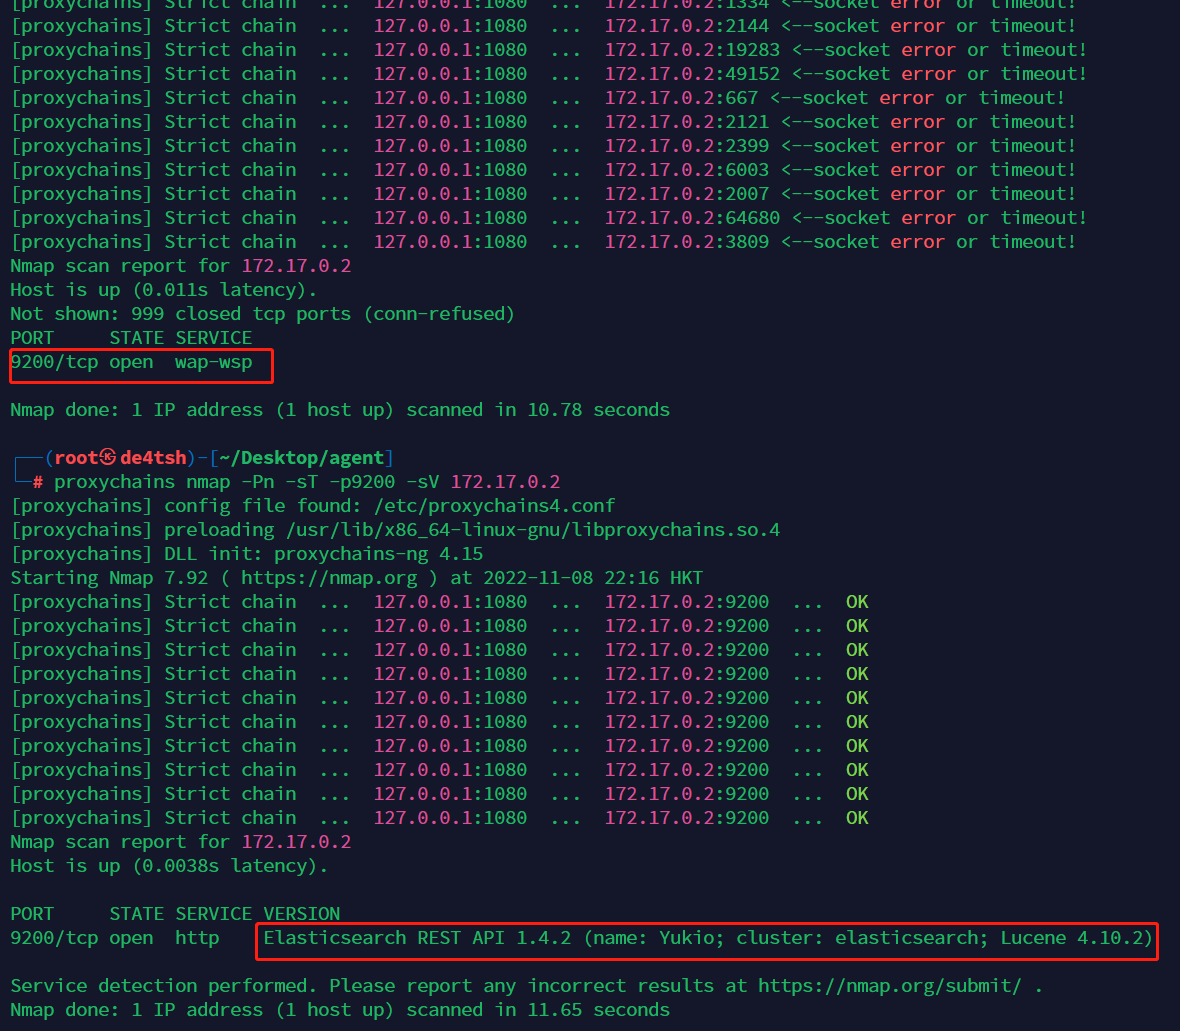 [proxychains] Strict chain  ...  127.0.0.1:1080  ...  172.17.0.2:1334 <--socket error or timeout!
[proxychains] Strict chain  ...  127.0.0.1:1080  ...  172.17.0.2:2144 <--socket error or timeout!
[proxychains] Strict chain  ...  127.0.0.1:1080  ...  172.17.0.2:19283 <--socket error or timeout!
[proxychains] Strict chain  ...  127.0.0.1:1080  ...  172.17.0.2:49152 <--socket error or timeout!
[proxychains] Strict chain  ...  127.0.0.1:1080  ...  172.17.0.2:667 <--socket error or timeout!
[proxychains] Strict chain  ...  127.0.0.1:1080  ...  172.17.0.2:2121 <--socket error or timeout!
[proxychains] Strict chain  ...  127.0.0.1:1080  ...  172.17.0.2:2399 <--socket error or timeout!
[proxychains] Strict chain  ...  127.0.0.1:1080  ...  172.17.0.2:6003 <--socket error or timeout!
[proxychains] Strict chain  ...  127.0.0.1:1080  ...  172.17.0.2:2007 <--socket error or timeout!
[proxychains] Strict chain  ...  127.0.0.1:1080  ...  172.17.0.2:64680 <--socket error or timeout!
[proxychains] Strict chain  ...  127.0.0.1:1080  ...  172.17.0.2:3809 <--socket error or timeout!
Nmap scan report for 172.17.0.2
Host is up (0.011s latency).
Not shown: 999 closed tcp ports (conn-refused)
PORT     STATE SERVICE
9200/tcp open  wap-wsp
Nmap done: 1 IP address (1 host up) scanned in 10.78 seconds
┌──(root㉿de4tsh)-[~/Desktop/agent]
└─# proxychains nmap -Pn -sT -p9200 -sV 172.17.0.2
[proxychains] config file found: /etc/proxychains4.conf
[proxychains] preloading /usr/lib/x86_64-linux-gnu/libproxychains.so.4
[proxychains] DLL init: proxychains-ng 4.15
Starting Nmap 7.92 ( https://nmap.org ) at 2022-11-08 22:16 HKT
[proxychains] Strict chain  ...  127.0.0.1:1080  ...  172.17.0.2:9200  ...  OK
[proxychains] Strict chain  ...  127.0.0.1:1080  ...  172.17.0.2:9200  ...  OK
[proxychains] Strict chain  ...  127.0.0.1:1080  ...  172.17.0.2:9200  ...  OK
[proxychains] Strict chain  ...  127.0.0.1:1080  ...  172.17.0.2:9200  ...  OK
[proxychains] Strict chain  ...  127.0.0.1:1080  ...  172.17.0.2:9200  ...  OK
[proxychains] Strict chain  ...  127.0.0.1:1080  ...  172.17.0.2:9200  ...  OK
[proxychains] Strict chain  ...  127.0.0.1:1080  ...  172.17.0.2:9200  ...  OK
[proxychains] Strict chain  ...  127.0.0.1:1080  ...  172.17.0.2:9200  ...  OK
[proxychains] Strict chain  ...  127.0.0.1:1080  ...  172.17.0.2:9200  ...  OK
[proxychains] Strict chain  ...  127.0.0.1:1080  ...  172.17.0.2:9200  ...  OK
Nmap scan report for 172.17.0.2
Host is up (0.0038s latency).
PORT     STATE SERVICE VERSION
9200/tcp open  http    Elasticsearch REST API 1.4.2 (name: Yukio; cluster: elasticsearch; Lucene 4.10.2)
Service detection performed. Please report any incorrect results at https://nmap.org/submit/ .
Nmap done: 1 IP address (1 host up) scanned in 11.65 seconds